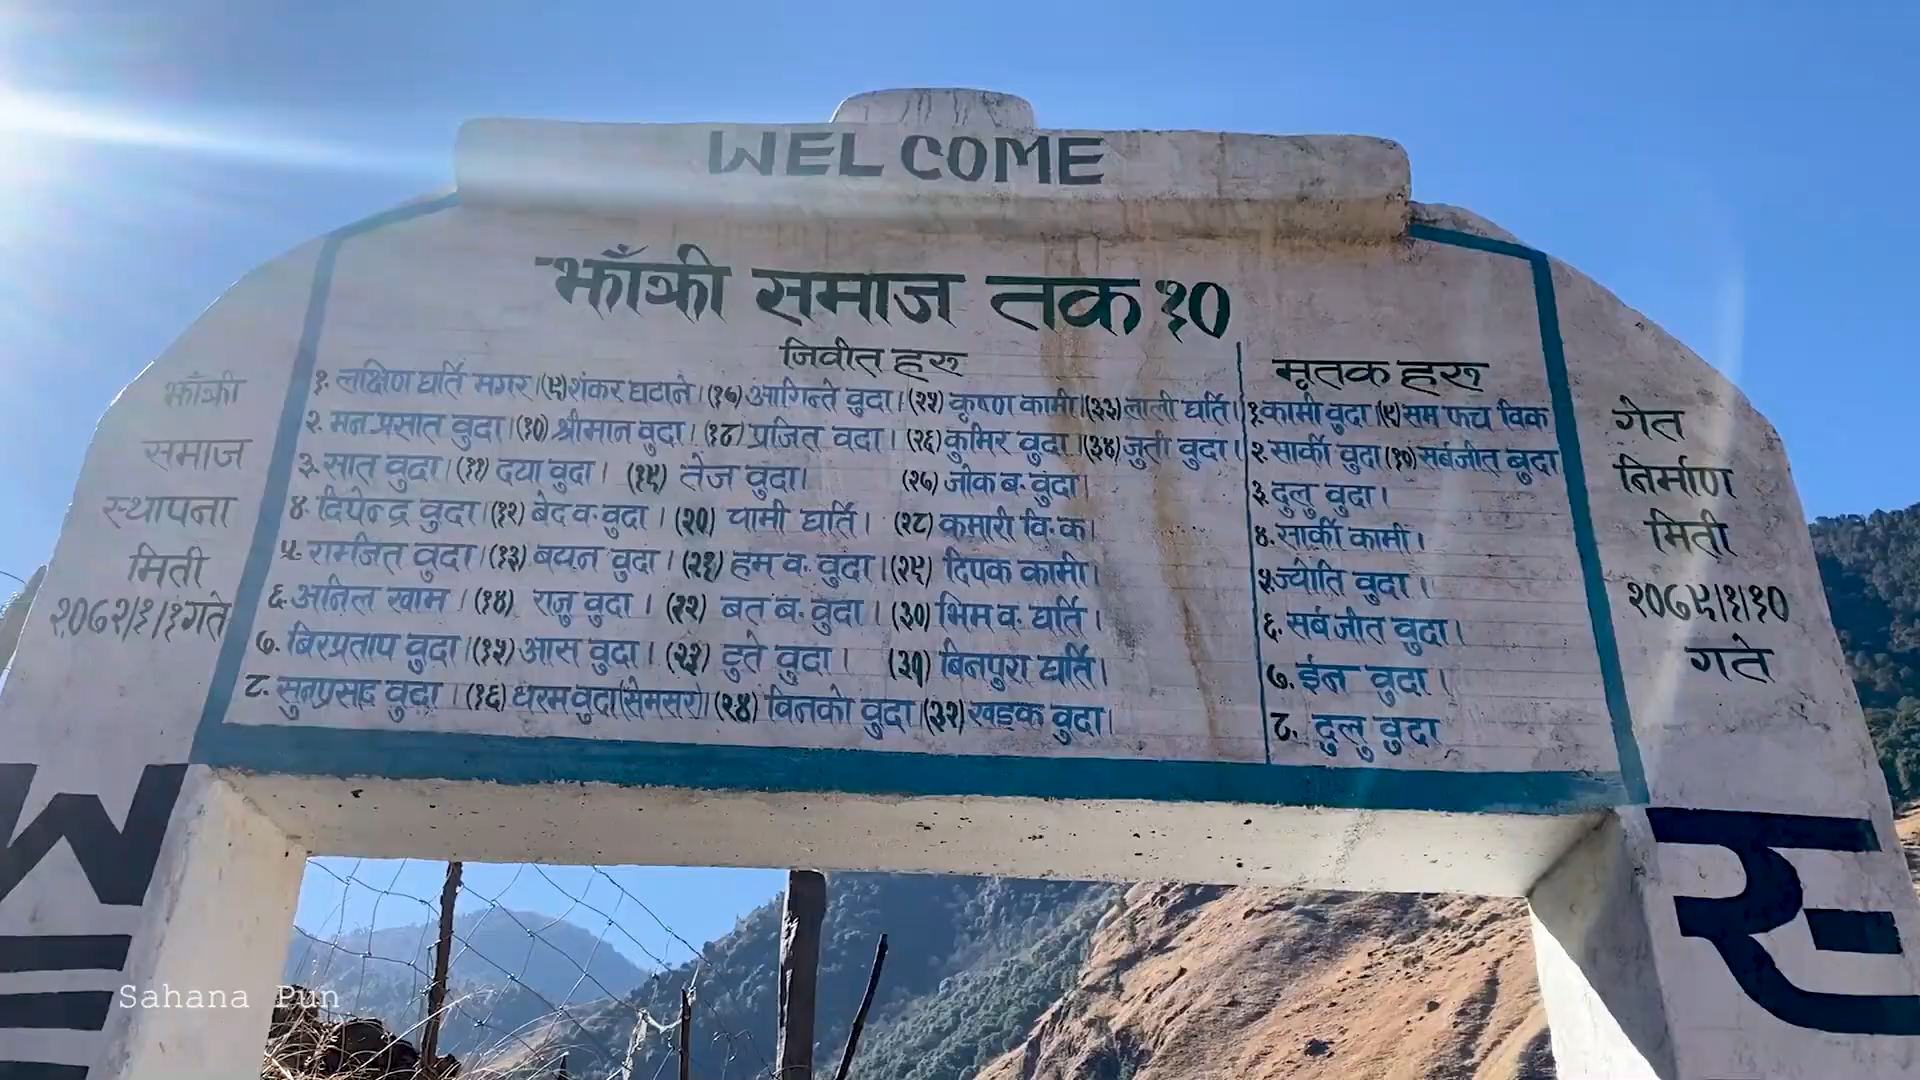 WELCOME
झाँक्री समाज तक १०
जिवीत हरु
१. लक्षिण घर्ति मगर । (९) शंकर घटाने । (१७) आगिन्ते वुढा । (२५) कृष्ण कामी । (३३) लाली घर्ति ।
२. मन प्रसात वुढा । (१०) श्रीमान वुढा । (१८) प्रजित वढा । (२६) कुमिर वुढा । (३४) जुती वुढा ।
३. सात वुढा । (११) दया वुढा । (१९) तेज वुढा । (२७) जोक ब. वुढा ।
४. दिपेन्द्र वुढा । (१२) बेद व. वुढा । (२०) पामी घर्ति । (२८) कमारी वि. क ।
५. रामजित वुढा । (१३) बयन वुढा । (२१) हम व. वुढा । (२९) दिपक कामी ।
६. अनिल खाम । (१४) राजु वुढा । (२२) बत ब. वुढा । (३०) भिम व. घर्ति ।
७. बिरप्रताप वुढा । (१५) आस वुढा । (२३) टुते वुढा । (३१) बिनपुरा घर्ति ।
८. सुनप्रसाद वुढा । (१६) धरम वुढा (सेमसर) । (२४) विनको वुढा । (३२) खडक वुढा ।
मृतक हरु
१. कामी वुढा (९) सम फच विक
२. सार्की वुढा (१०) सर्बजीत बुढा
३. दुलु वुढा ।
४. सार्की कामी ।
५. ज्योति वुढा ।
६. सर्बजीत वुढा ।
७. ईन वुढा ।
८. दुलु वुढा
झाँक्री
समाज
स्थापना
मिती
२०७२/१/१ गते
गेत
निर्माण
मिती
२०७९/१/१०
गते
Sahana Pun